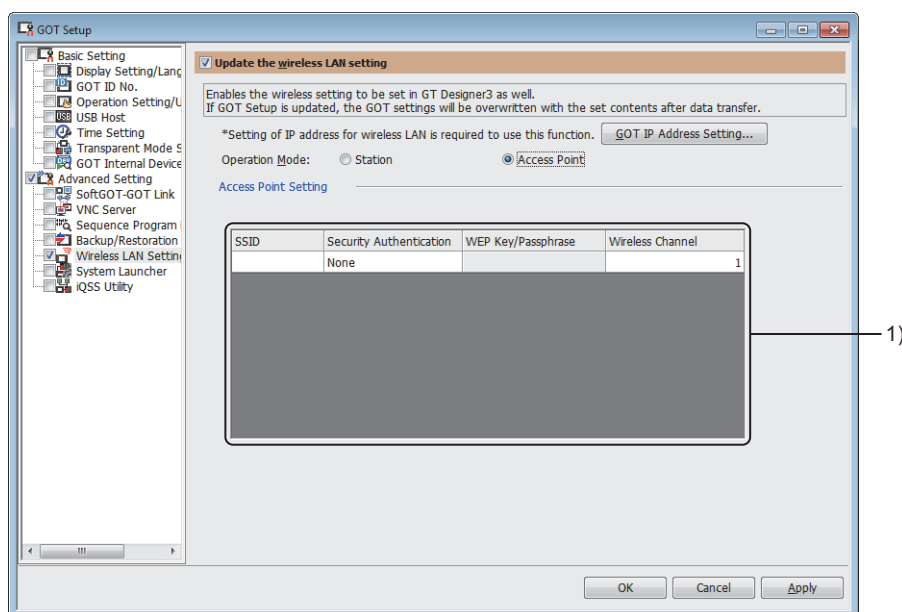 GOT Setup
Basic Setting
Display Setting/Lang
GOT ID No.
Operation Setting/U
USB Host
Time Setting
Transparent Mode S
GOT Internal Device
Advanced Setting
SoftGOT-GOT Link
VNC Server
Sequence Program
Backup/Restoration
Wireless LAN Setting
System Launcher
iQSS Utility
Update the wireless LAN setting
Enables the wireless setting to be set in GT Designer3 as well.
If GOT Setup is updated, the GOT settings will be overwritten with the set contents after data transfer.
*Setting of IP address for wireless LAN is required to use this function. GOT IP Address Setting...
Operation Mode: Station Access Point
Access Point Setting
SSID Security Authentication WEP Key/Passphrase Wireless Channel
None 1
1)
OK Cancel Apply